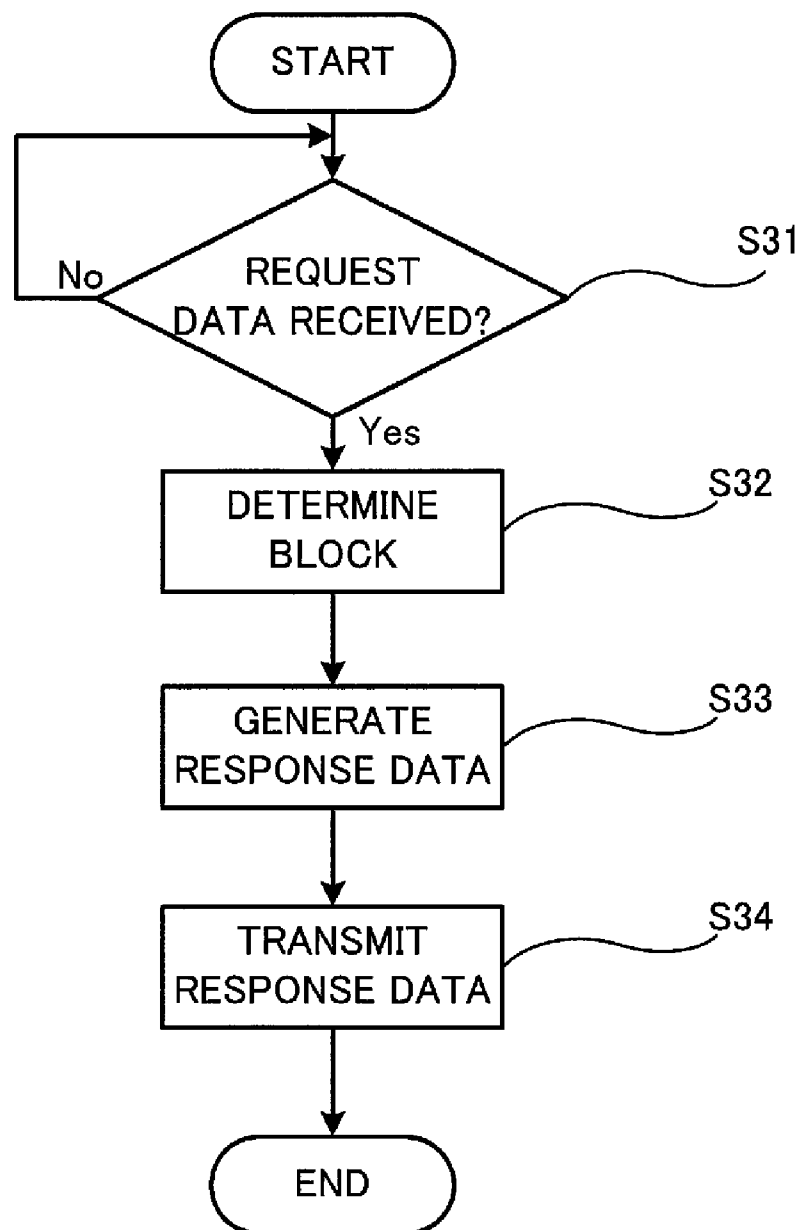 START
No
REQUEST
DATA RECEIVED?
S31
Yes
DETERMINE
BLOCK
S32
GENERATE
RESPONSE DATA
S33
TRANSMIT
RESPONSE DATA
S34
END